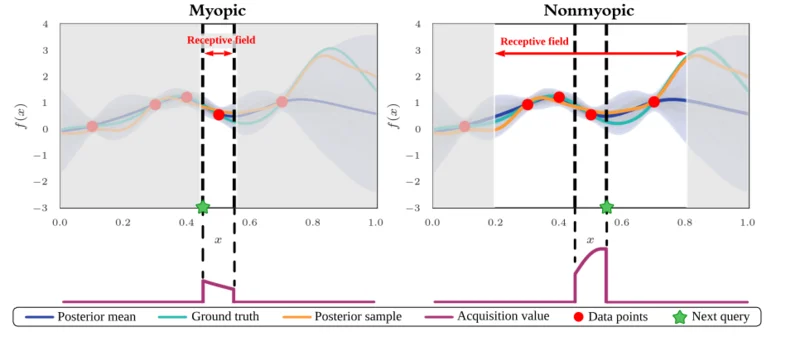 Myopic
Nonmyopic
4
3
2
1
0
−1
−2
−3
f(x)
Receptive field
0.0 0.2 0.4 0.6 0.8 1.0
x
4
3
2
1
0
−1
−2
−3
f(x)
Receptive field
0.0 0.2 0.4 0.6 0.8 1.0
x
Posterior mean Ground truth Posterior sample Acquisition value Data points Next query